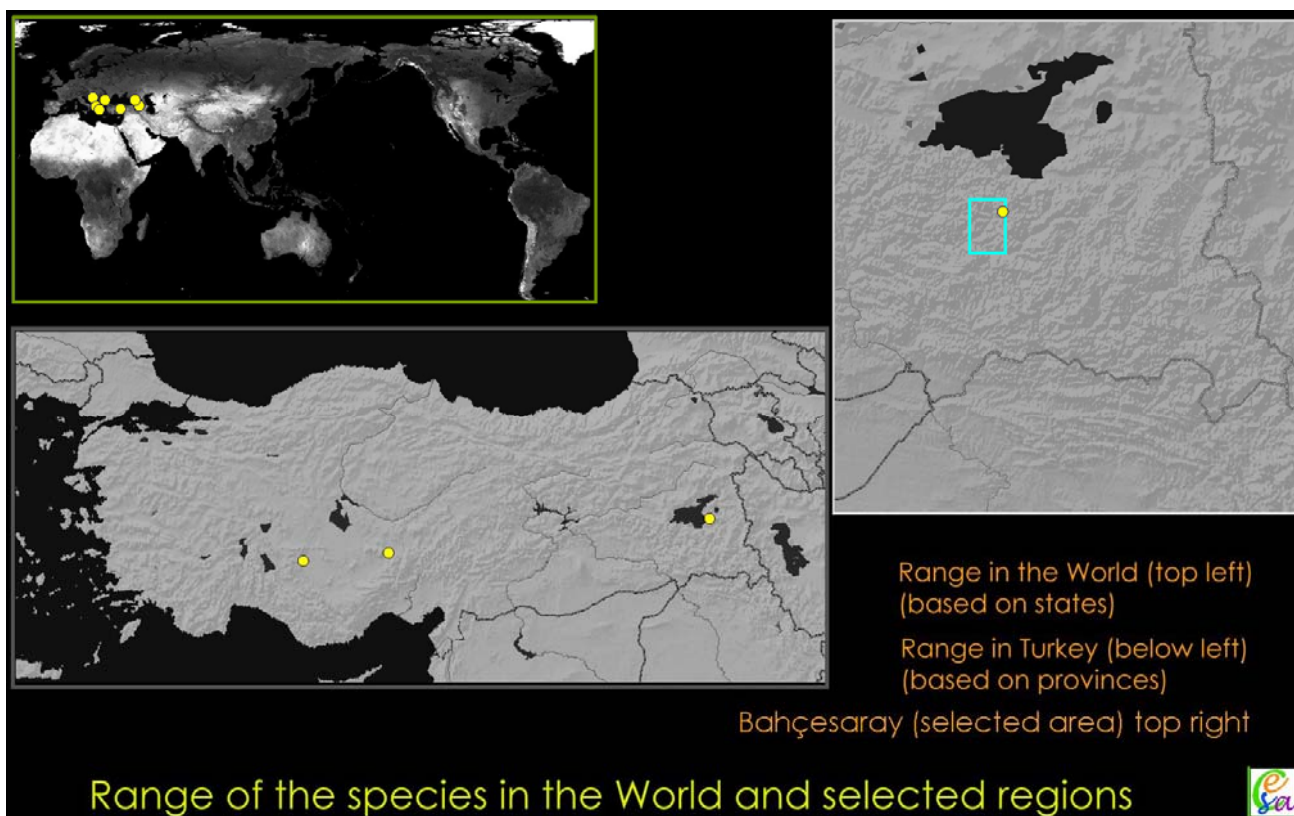 Range in the World (top left)
(based on states)
Range in Turkey (below left)
(based on provinces)
Bahçesaray (selected area) top right
Range of the species in the World and selected regions
Cesa